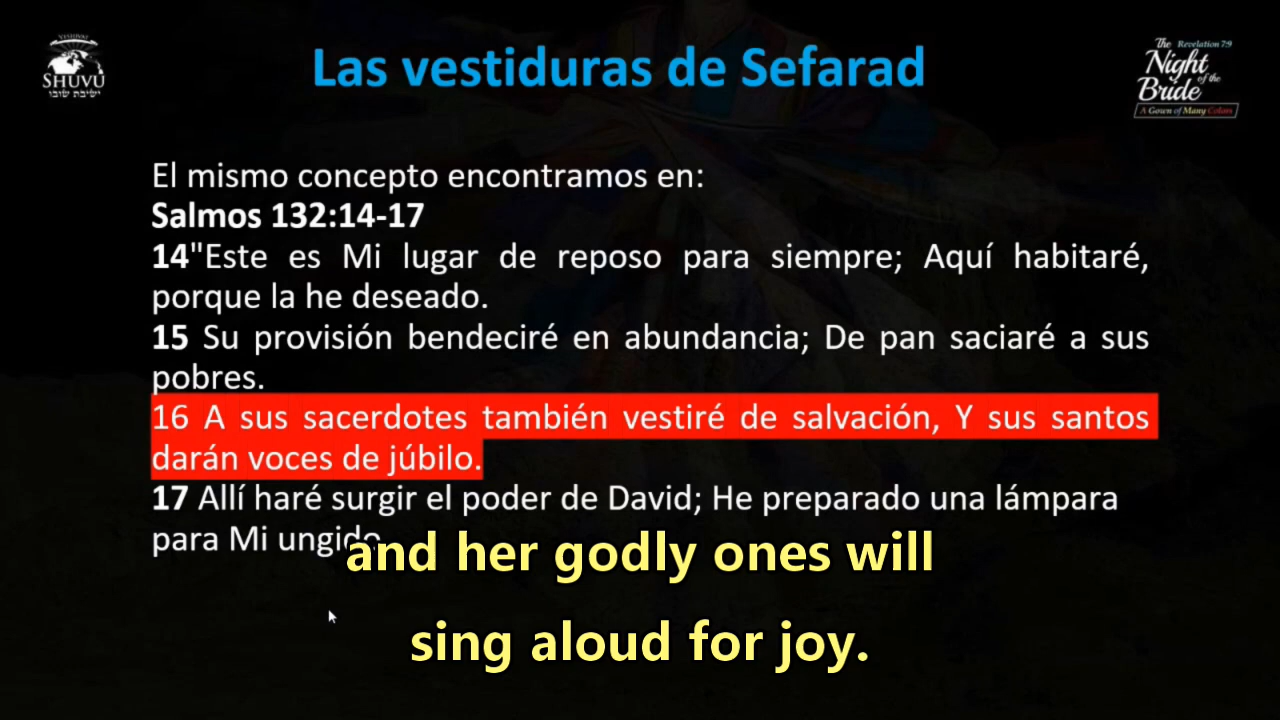 YESHIVAT
SHUVÛ
ישיבת שובו
Las vestiduras de Sefarad
The Revelation 7:9
Night
of the
Bride
A Gown of Many Colors
El mismo concepto encontramos en:
Salmos 132:14-17
14"Este es Mi lugar de reposo para siempre; Aquí habitaré,
porque la he deseado.
15 Su provisión bendeciré en abundancia; De pan saciaré a sus
pobres.
16 A sus sacerdotes también vestiré de salvación, Y sus santos
darán voces de júbilo.
17 Allí haré surgir el poder de David; He preparado una lámpara
para Mi ungido
and her godly ones will
sing aloud for joy.